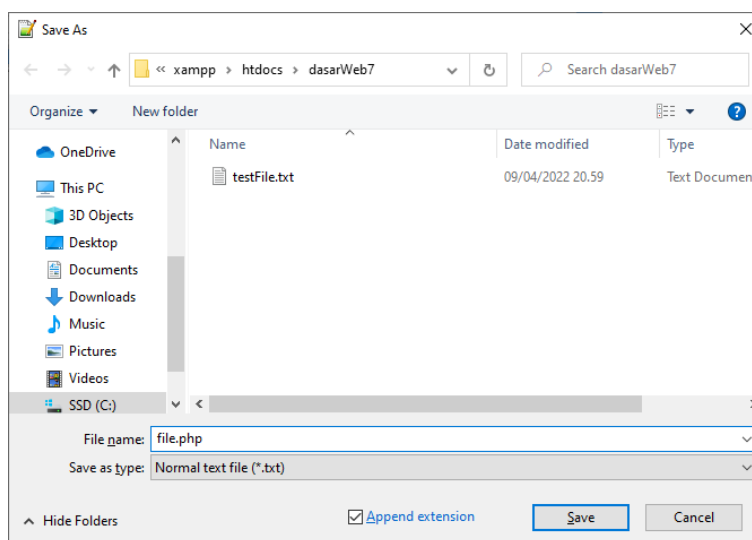 Save As
« xampp › htdocs › dasarWeb7
Search dasarWeb7
Organize
New folder
Name
Date modified
Type
OneDrive
testFile.txt
09/04/2022 20.59
Text Documen
This PC
3D Objects
Desktop
Documents
Downloads
Music
Pictures
Videos
SSD (C:)
File name: file.php
Save as type: Normal text file (*.txt)
Hide Folders
Append extension
Save
Cancel